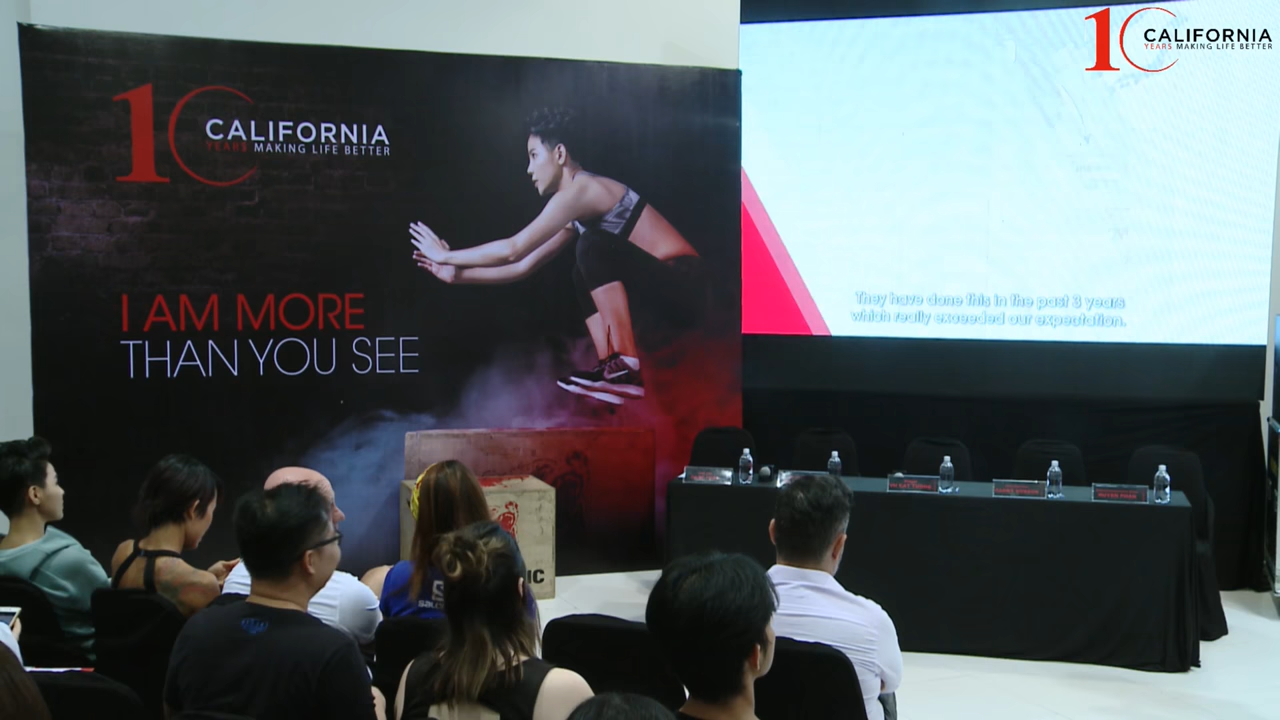 10 CALIFORNIA
YEARS MAKING LIFE BETTER
I AM MORE
THAN YOU SEE
10 CALIFORNIA
YEARS MAKING LIFE BETTER
They have done this in the past 3 years
which really exceeded our expectation.